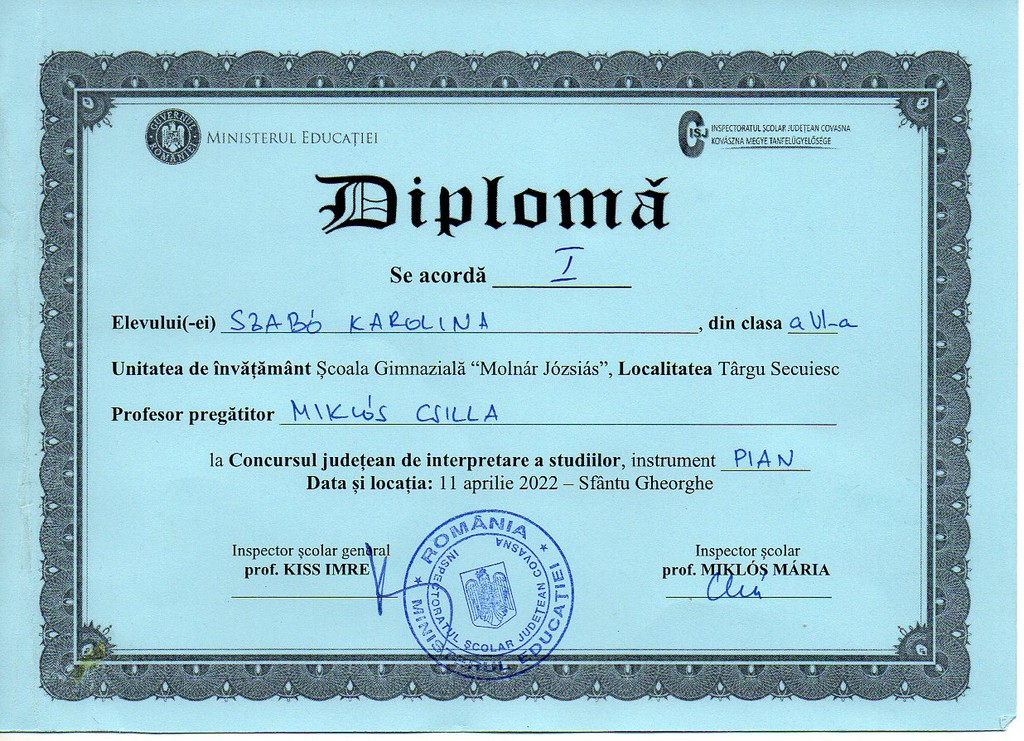 GUVERNUL ROMÂNIEI
MINISTERUL EDUCAȚIEI
CISJ
INSPECTORATUL ȘCOLAR JUDEȚEAN COVASNA
KOVÁSZNA MEGYE TANFELÜGYELŐSÉGE
Diplomă
Se acordă I
Elevului(-ei) SZABÓ KAROLINA, din clasa a VI-a
Unitatea de învățământ Școala Gimnazială “Molnár Józsiás”, Localitatea Târgu Secuiesc
Profesor pregătitor MIKLÓS CSILLA
la Concursul județean de interpretare a studiilor, instrument PIAN
Data și locația: 11 aprilie 2022 – Sfântu Gheorghe
Inspector școlar general
prof. KISS IMRE
Inspector școlar
prof. MIKLÓS MÁRIA
ROMÂNIA
MINISTERUL EDUCAȚIEI
INSPECTORATUL ȘCOLAR JUDEȚEAN COVASNA